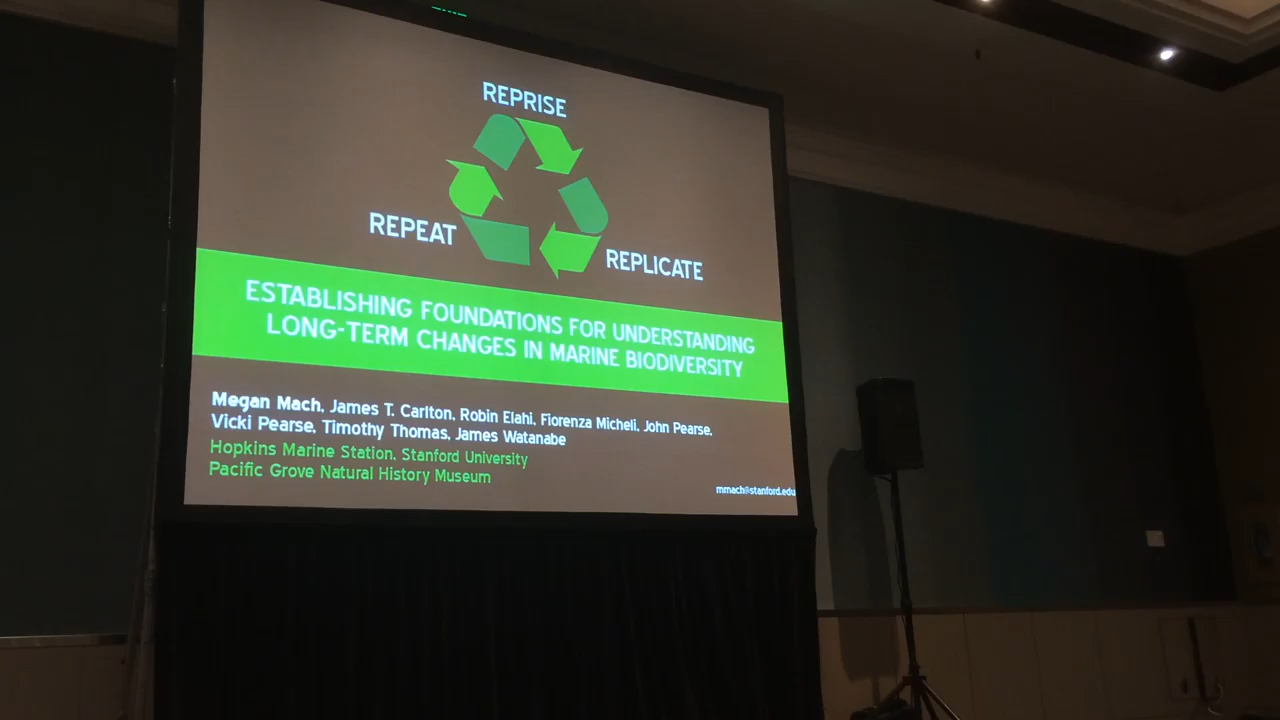 REPRISE
REPEAT
REPLICATE
ESTABLISHING FOUNDATIONS FOR UNDERSTANDING
LONG-TERM CHANGES IN MARINE BIODIVERSITY
Megan Mach, James T. Carlton, Robin Elahi, Fiorenza Micheli, John Pearse,
Vicki Pearse, Timothy Thomas, James Watanabe
Hopkins Marine Station, Stanford University
Pacific Grove Natural History Museum
mmach@stanford.edu